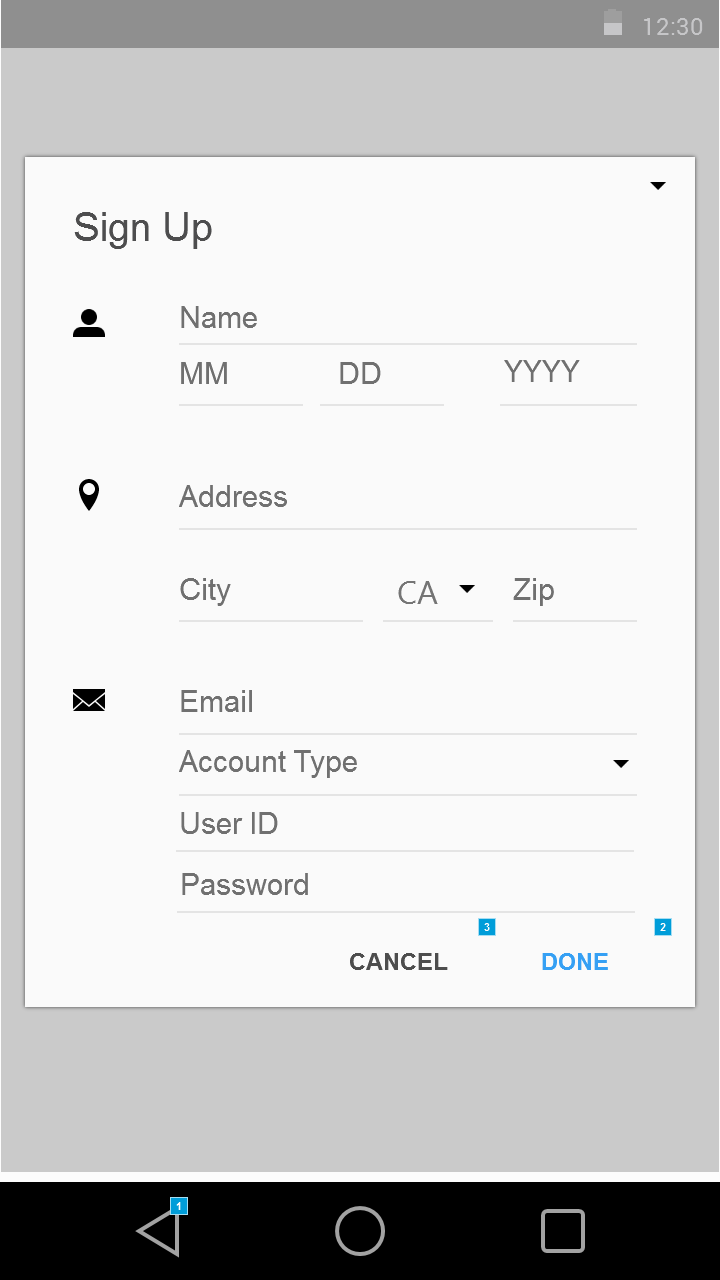 12:30
Sign Up
Name
MM DD YYYY
Address
City CA Zip
Email
Account Type
User ID
Password
3 2
CANCEL DONE
1